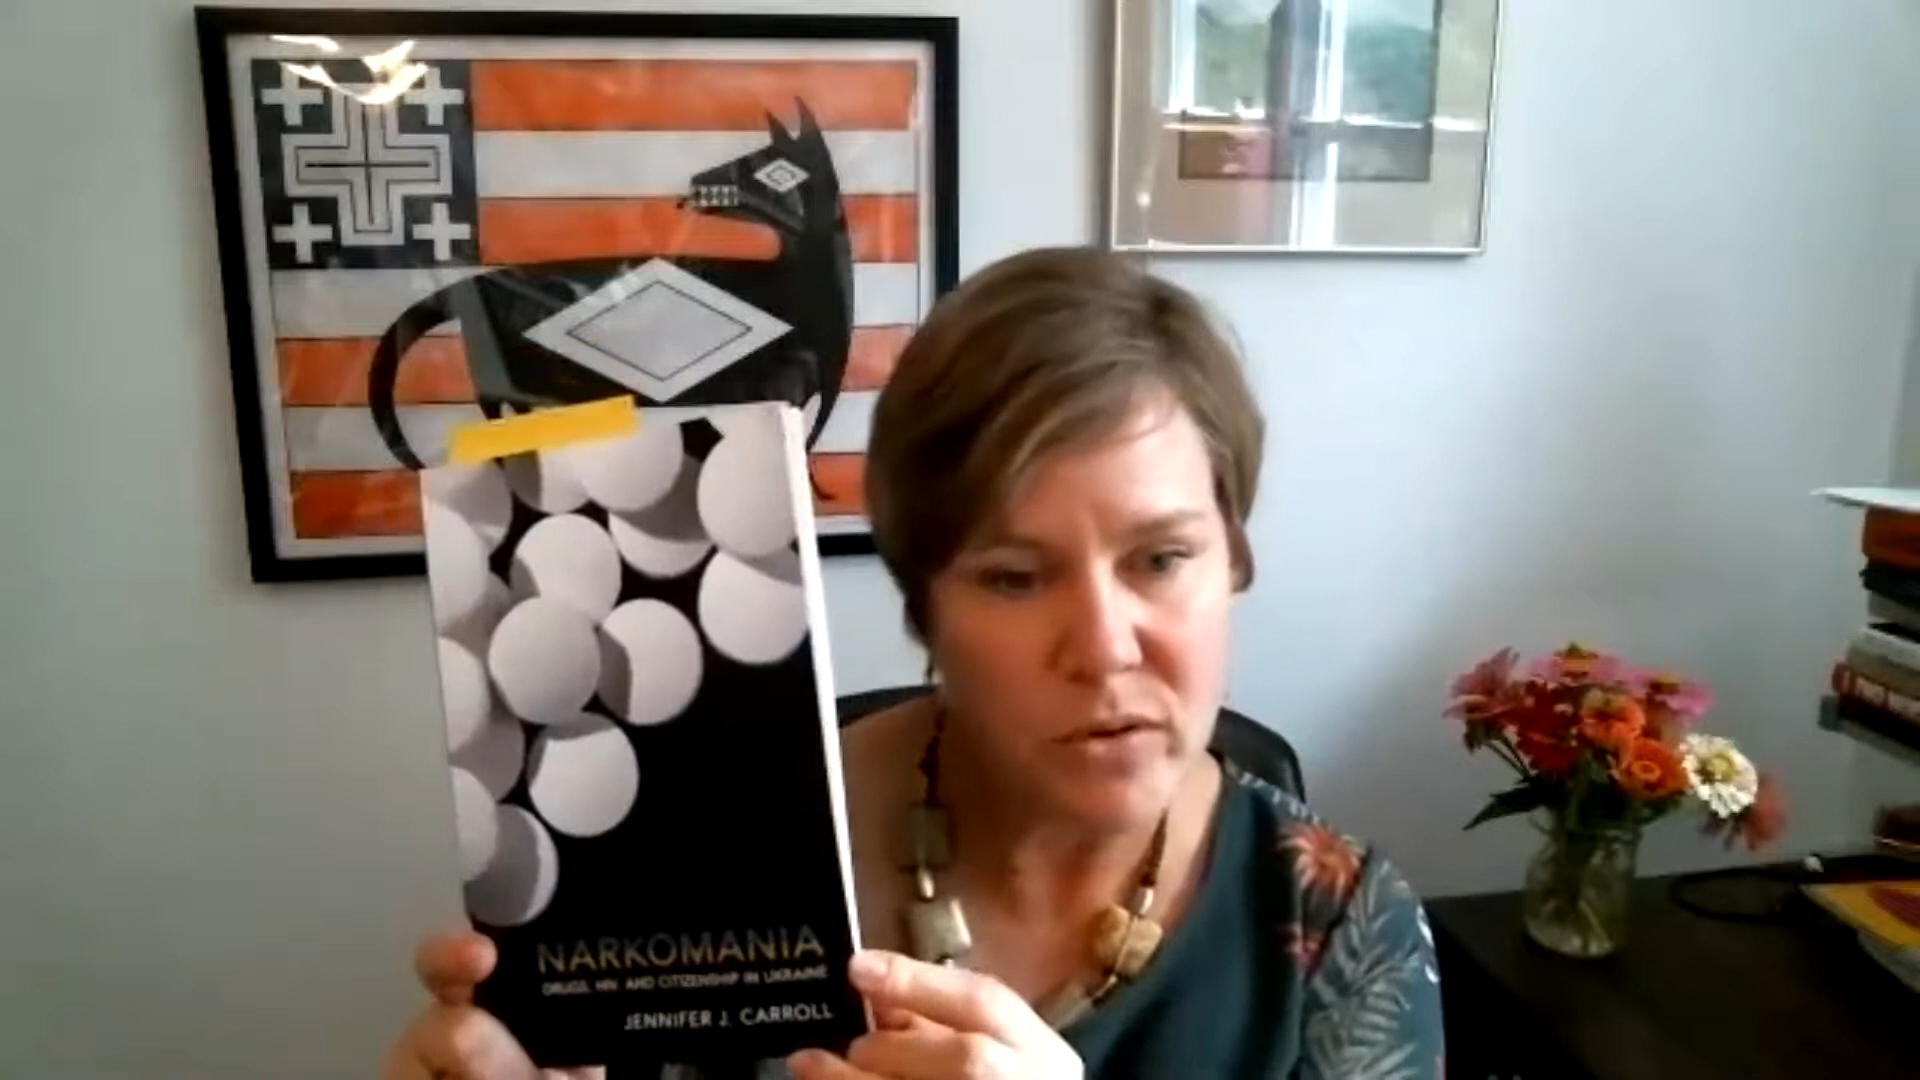 NARKOMANIA
DRUGS, HIV, AND CITIZENSHIP IN UKRAINE
JENNIFER J. CARROLL